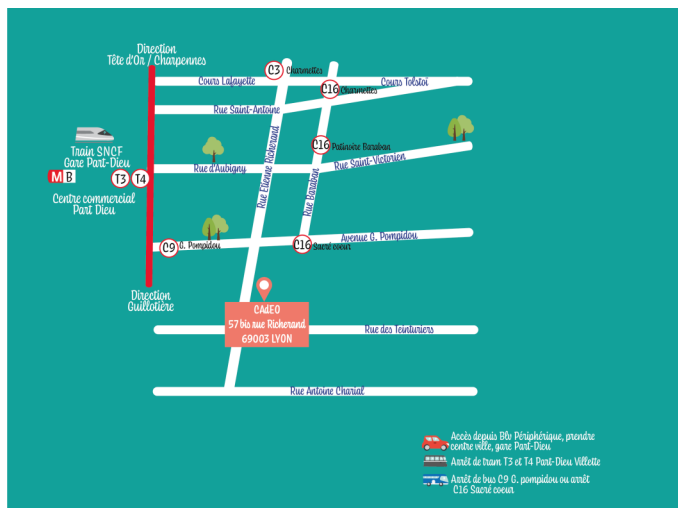 Direction
Tête d'Or / Charpennes
C3 Charmettes
Cours Lafayette
Cours Tolstoï
C16 Charmettes
Rue Saint-Antoine
Train SNCF
Gare Part-Dieu
M B
T3 T4
Centre commercial
Part Dieu
C16 Patinoire Baraban
Rue Saint-Victorien
Rue d'Aubigny
Rue Etienne Richerand
Rue Baraban
C9 G. Pompidou
C16 Sacré coeur
Avenue G. Pompidou
Direction
Guillotière
CAdEO
57 bis rue Richerand
69003 LYON
Rue des Teinturiers
Rue Antoine Charial
Accès depuis Blv Périphérique, prendre
centre ville, gare Part-Dieu
Arrêt de tram T3 et T4 Part-Dieu Villette
Arrêt de bus C9 G. pompidou ou arrêt
C16 Sacré coeur